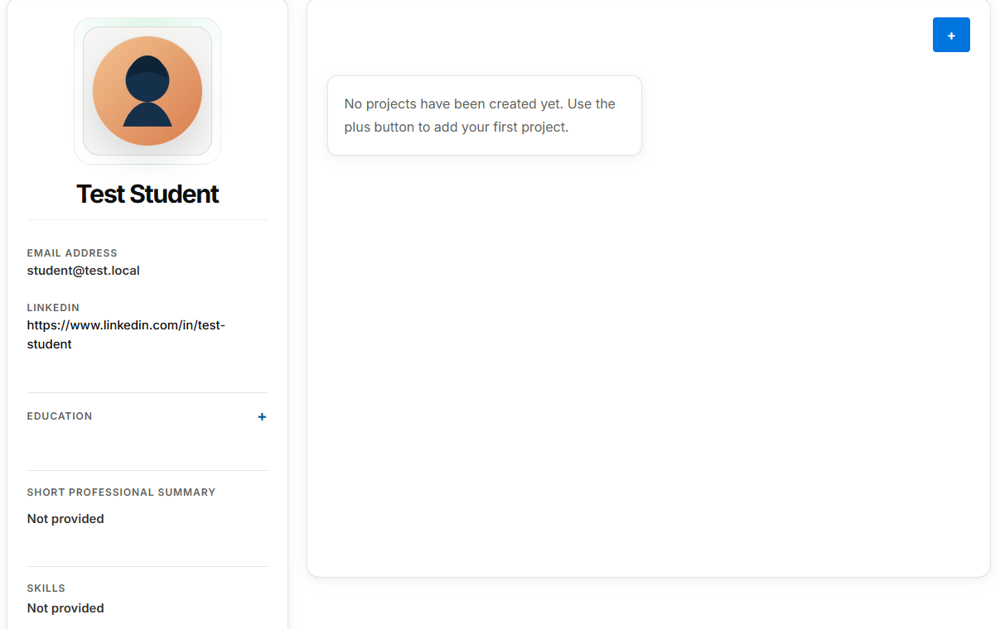 Test Student
EMAIL ADDRESS
student@test.local
LINKEDIN
https://www.linkedin.com/in/test-
student
EDUCATION
+
SHORT PROFESSIONAL SUMMARY
Not provided
SKILLS
Not provided
+
No projects have been created yet. Use the
plus button to add your first project.